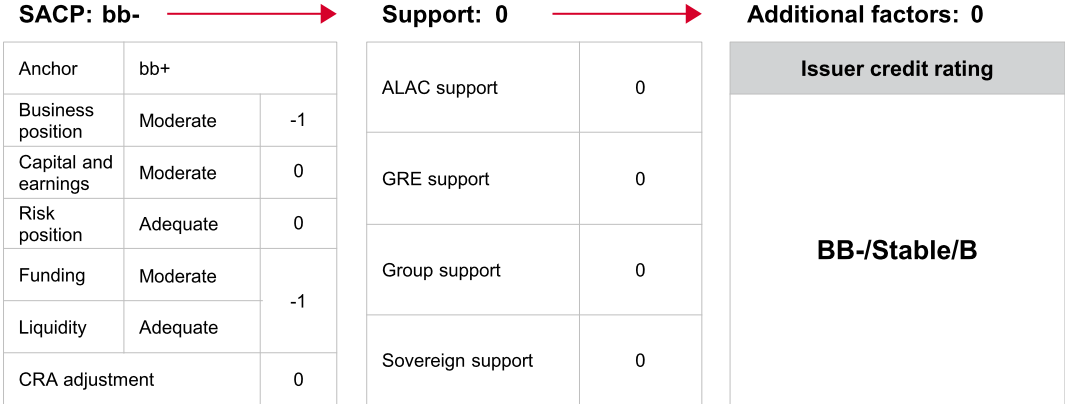 SACP: bb-
Support: 0
Additional factors: 0
Anchor
bb+
Business
position
Moderate
-1
Capital and
earnings
Moderate
0
Risk
position
Adequate
0
Funding
Moderate
-1
Liquidity
Adequate
CRA adjustment
0
ALAC support
0
GRE support
0
Group support
0
Sovereign support
0
Issuer credit rating
BB-/Stable/B